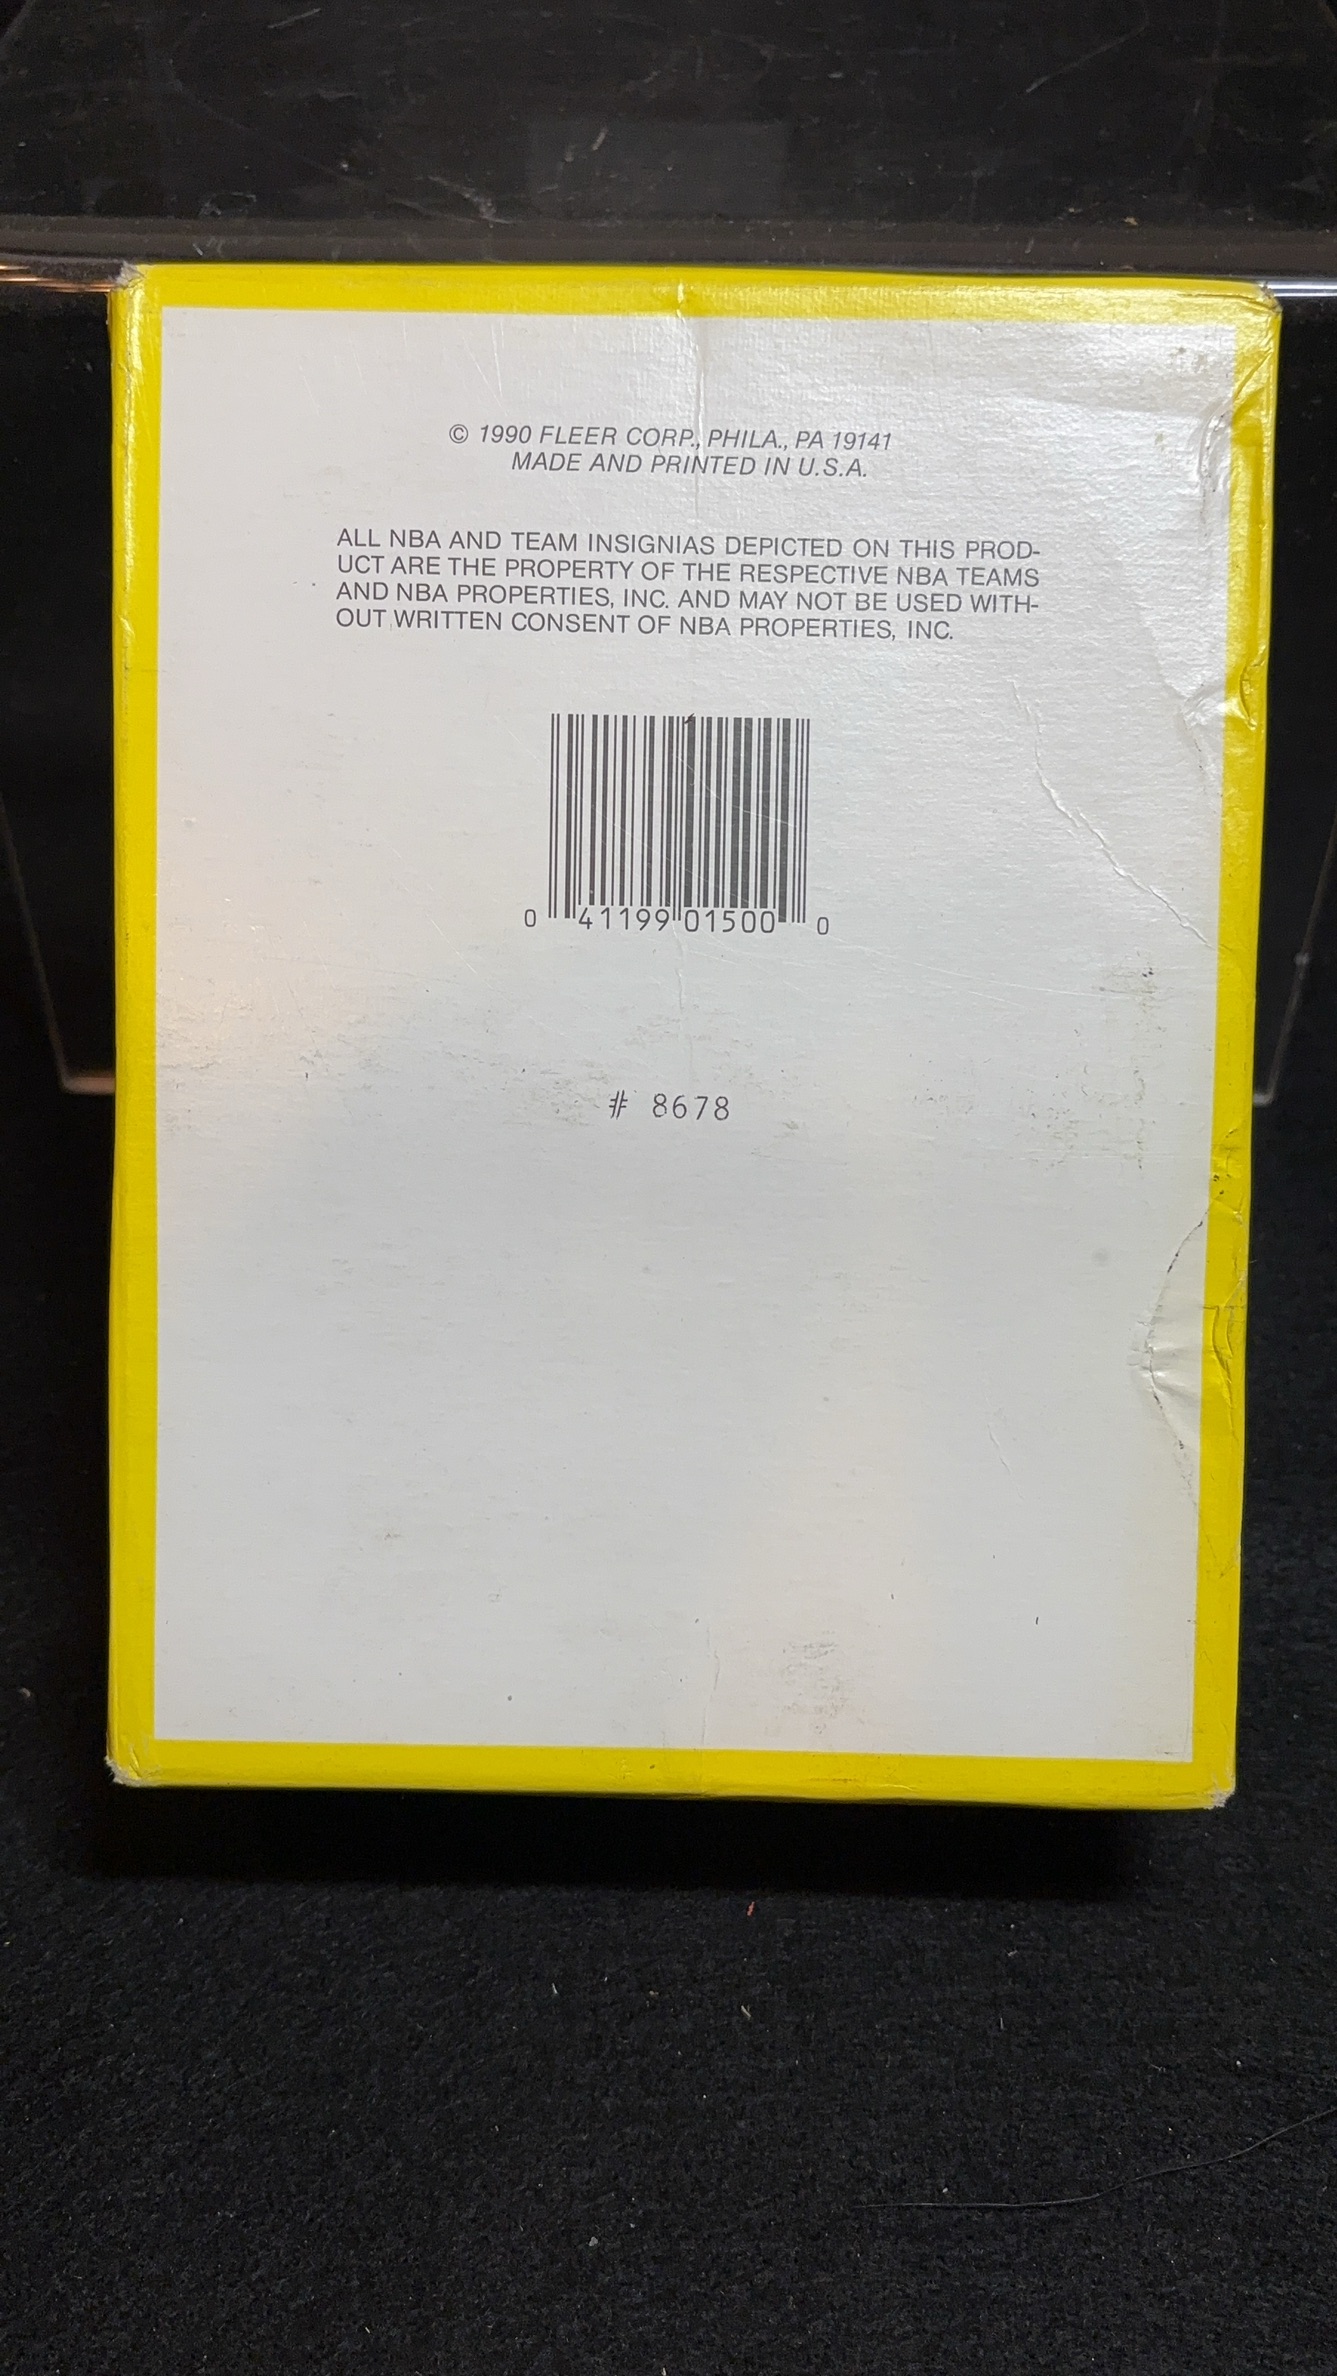 © 1990 FLEER CORP., PHILA., PA 19141
MADE AND PRINTED IN U.S.A.
ALL NBA AND TEAM INSIGNIAS DEPICTED ON THIS PROD-
UCT ARE THE PROPERTY OF THE RESPECTIVE NBA TEAMS
AND NBA PROPERTIES, INC. AND MAY NOT BE USED WITH-
OUT WRITTEN CONSENT OF NBA PROPERTIES, INC.
0 41199 01500 0
# 8678